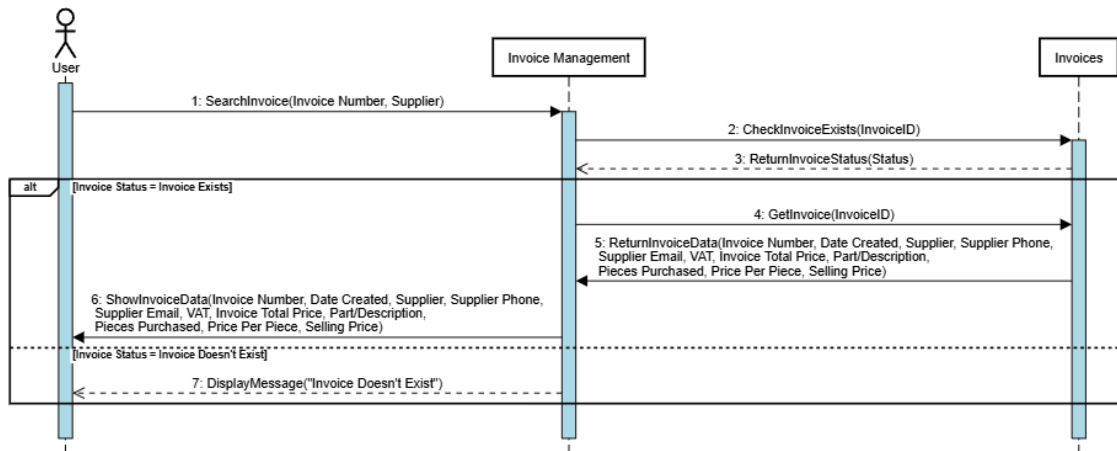 User
Invoice Management
Invoices
1: SearchInvoice(Invoice Number, Supplier)
2: CheckInvoiceExists(InvoiceID)
3: ReturnInvoiceStatus(Status)
alt
[Invoice Status = Invoice Exists]
4: GetInvoice(InvoiceID)
5: ReturnInvoiceData(Invoice Number, Date Created, Supplier, Supplier Phone,
Supplier Email, VAT, Invoice Total Price, Part/Description,
Pieces Purchased, Price Per Piece, Selling Price)
6: ShowInvoiceData(Invoice Number, Date Created, Supplier, Supplier Phone,
Supplier Email, VAT, Invoice Total Price, Part/Description,
Pieces Purchased, Price Per Piece, Selling Price)
[Invoice Status = Invoice Doesn't Exist]
7: DisplayMessage("Invoice Doesn't Exist")